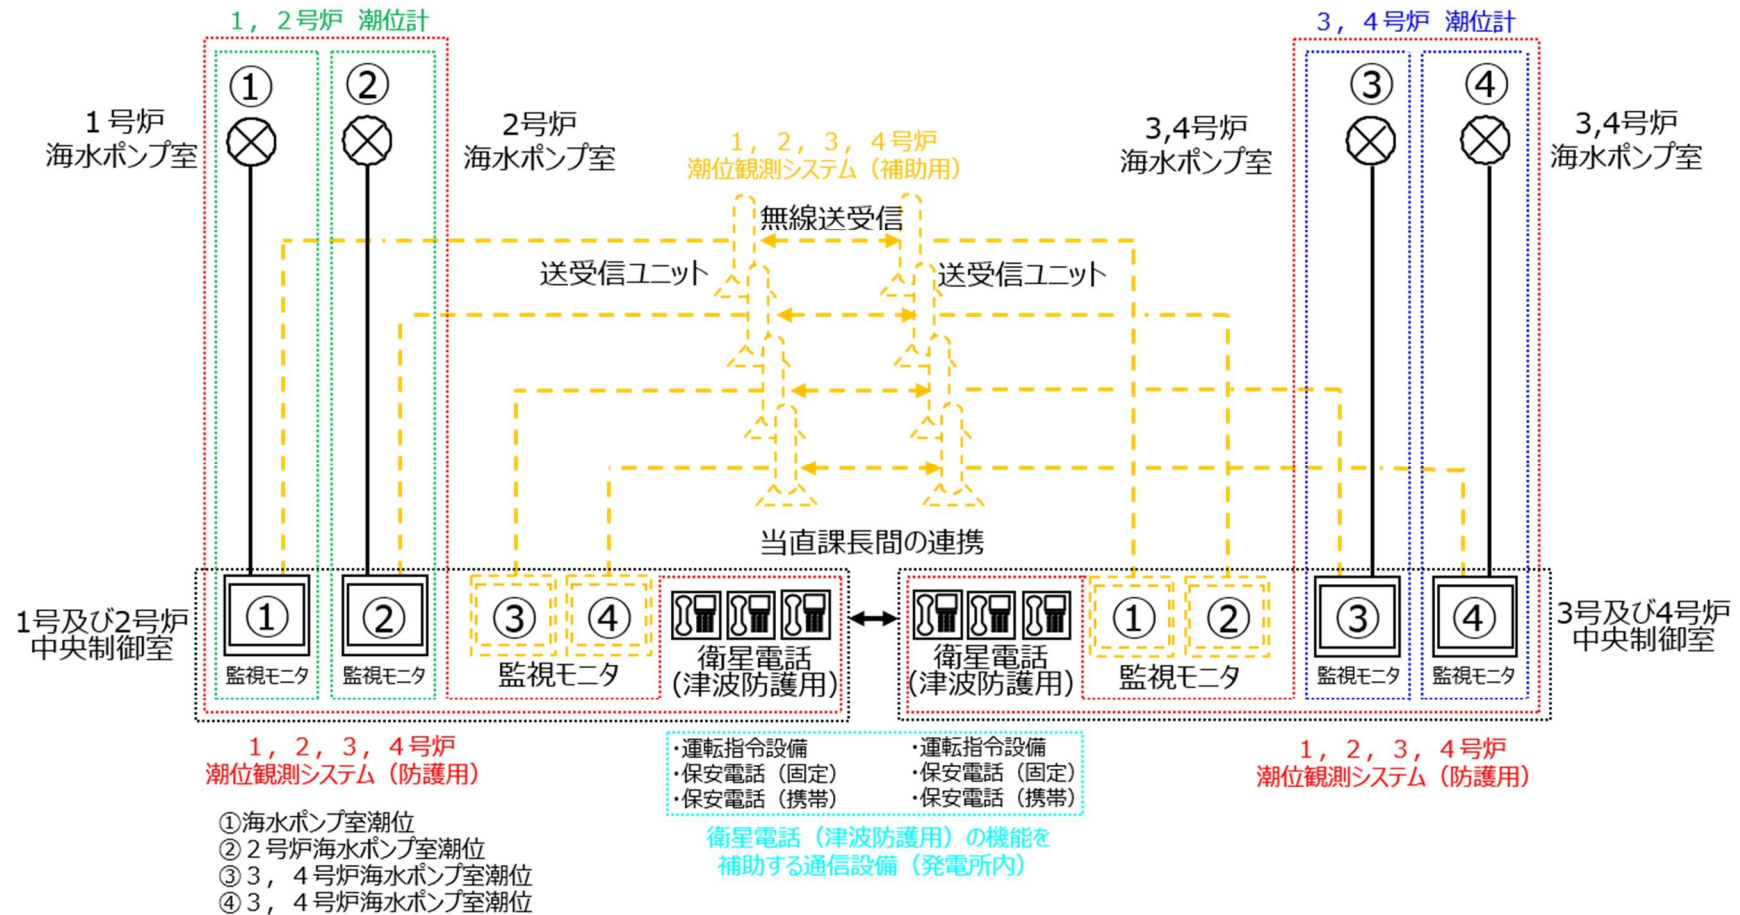 1，2号炉 潮位計
3，4号炉 潮位計
①
②
③
④
1号炉
海水ポンプ室
2号炉
海水ポンプ室
1，2，3，4号炉
潮位観測システム（補助用）
3,4号炉
海水ポンプ室
3,4号炉
海水ポンプ室
無線送受信
送受信ユニット
送受信ユニット
当直課長間の連携
1号及び2号炉
中央制御室
①
監視モニタ
②
監視モニタ
③
④
監視モニタ
衛星電話
(津波防護用)
衛星電話
(津波防護用)
①
②
監視モニタ
③
監視モニタ
④
監視モニタ
3号及び4号炉
中央制御室
1，2，3，4号炉
潮位観測システム（防護用）
・運転指令設備
・保安電話（固定）
・保安電話（携帯）
・運転指令設備
・保安電話（固定）
・保安電話（携帯）
1，2，3，4号炉
潮位観測システム（防護用）
衛星電話（津波防護用）の機能を
補助する通信設備（発電所内）
①海水ポンプ室潮位
②２号炉海水ポンプ室潮位
③３，４号炉海水ポンプ室潮位
④３，４号炉海水ポンプ室潮位